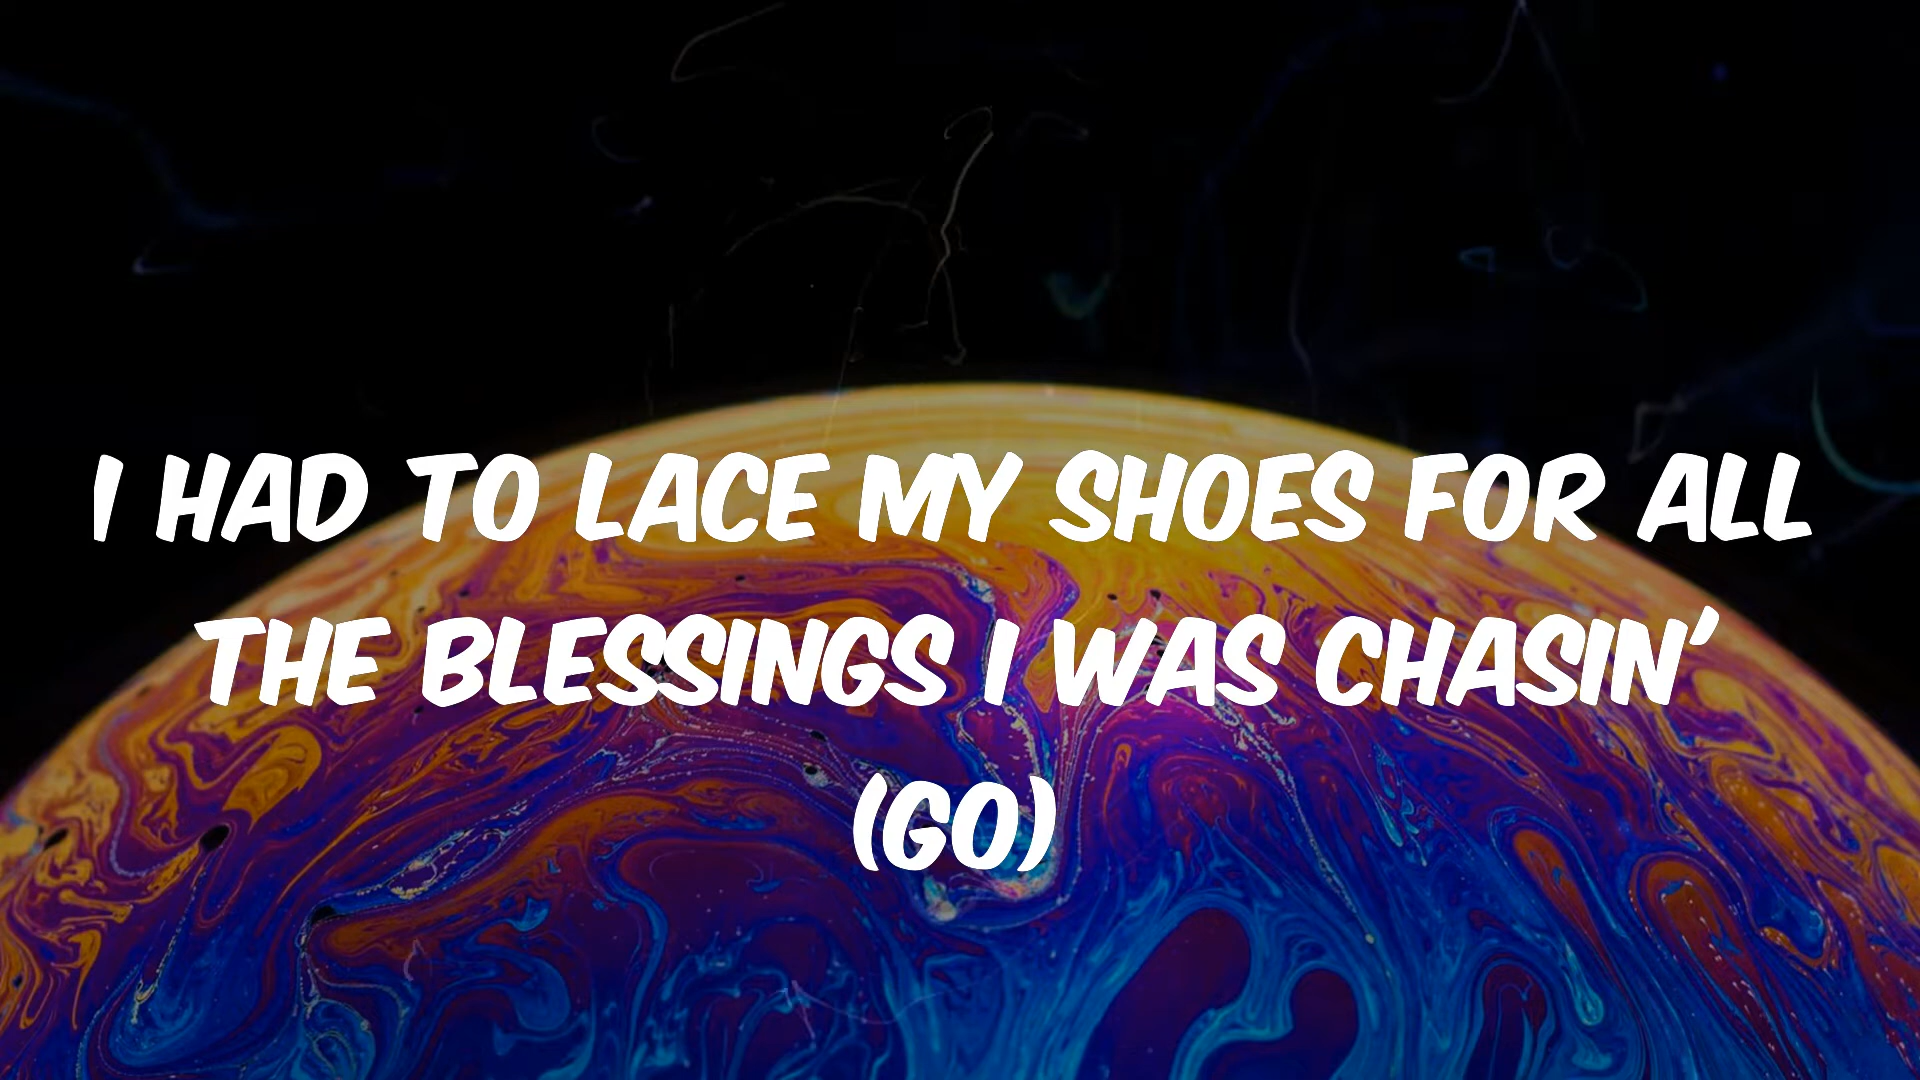 I HAD TO LACE MY SHOES FOR ALL
THE BLESSINGS I WAS CHASIN'
(GO)